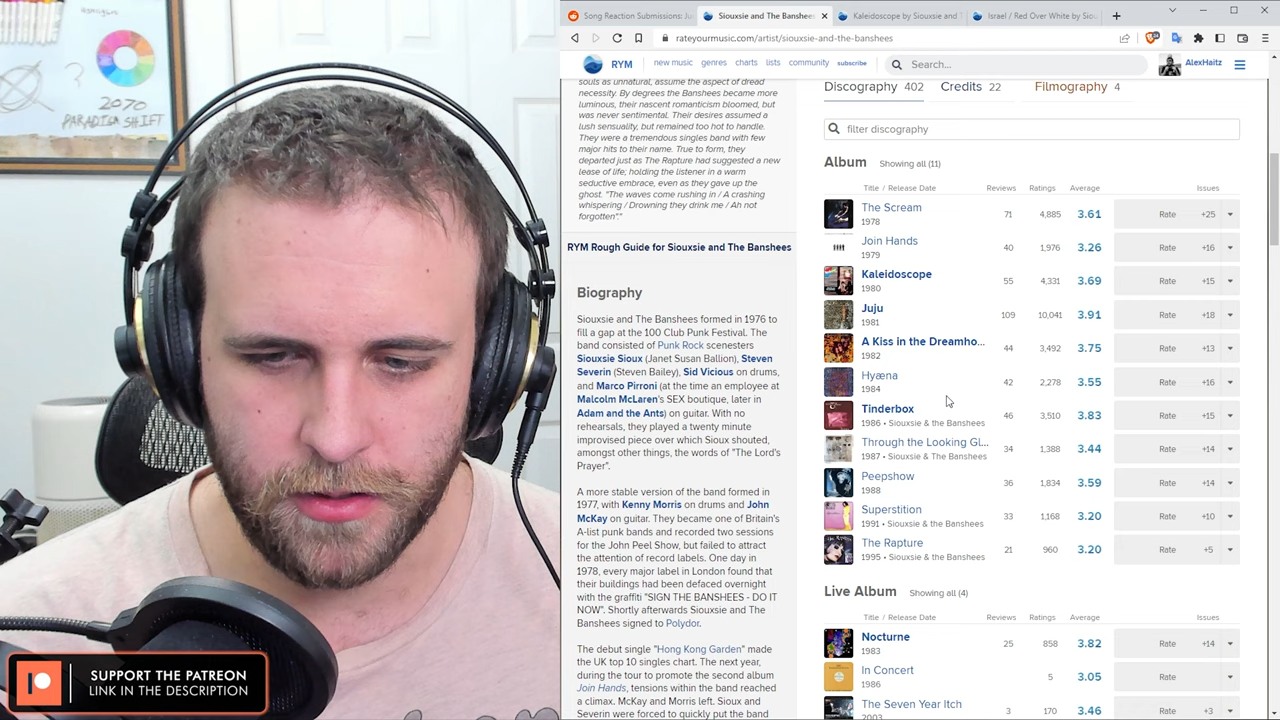 2070
PARADIGM SHIFT
SUPPORT THE PATREON
LINK IN THE DESCRIPTION
Song Reaction Submissions: Ju
Siouxsie and The Banshees
Kaleidoscope by Siouxsie and
Israel / Red Over White by Siou
rateyourmusic.com/artist/siouxsie-and-the-banshees
RYM
new music genres charts lists community subscribe
Search...
AlexHaitz
souls as unnatural, assume the aspect of dread
necessity. By degrees the Banshees became more
luminous, their nascent romanticism bloomed, but
was never sentimental. Their desires assumed a
lush sensuality, but remained too hot to handle.
They were a tremendous singles band with few
major hits to their name. True to form, they
departed just as The Rapture had suggested a new
lease of life; holding the listener in a warm
seductive embrace, even as they gave up the
ghost. "The waves come rushing in / A crashing
whispering / Drowning they drink me / Ah not
forgotten"."
RYM Rough Guide for Siouxsie and The Banshees
Biography
Siouxsie and The Banshees formed in 1976 to
fill a gap at the 100 Club Punk Festival. The
band consisted of Punk Rock scenesters
Siouxsie Sioux (Janet Susan Ballion), Steven
Severin (Steven Bailey), Sid Vicious on drums,
and Marco Pirroni (at the time an employee at
Malcolm McLaren's SEX boutique, later in
Adam and the Ants) on guitar. With no
rehearsals, they played a twenty minute
improvised piece over which Sioux shouted,
amongst other things, the words of "The Lord's
Prayer".
A more stable version of the band formed in
1977, with Kenny Morris on drums and John
McKay on guitar. They became one of Britain's
A-list punk bands and recorded two sessions
for the John Peel Show, but failed to attract
the attention of record labels. One day in
1978, every major label in London found that
their buildings had been defaced overnight
with the graffiti "SIGN THE BANSHEES - DO IT
NOW". Shortly afterwards Siouxsie and The
Banshees signed to Polydor.
The debut single "Hong Kong Garden" made
the UK top 10 singles chart. The next year,
during the tour to promote the second album
Join Hands, tensions within the band reached
a climax. McKay and Morris left. Sioux and
Severin were forced to quickly put the band
Discography 402 Credits 22 Filmography 4
filter discography
Album Showing all (11)
Title / Release Date Reviews Ratings Average Issues
The Scream
1978
71 4,885 3.61 Rate +25
Join Hands
1979
40 1,976 3.26 Rate +16
Kaleidoscope
1980
55 4,331 3.69 Rate +15
Juju
1981
109 10,041 3.91 Rate +18
A Kiss in the Dreamho...
1982
44 3,492 3.75 Rate +13
Hyæna
1984
42 2,278 3.55 Rate +16
Tinderbox
1986 • Siouxsie & the Banshees
46 3,510 3.83 Rate +15
Through the Looking Gl...
1987 • Siouxsie & The Banshees
34 1,388 3.44 Rate +14
Peepshow
1988
36 1,834 3.59 Rate +14
Superstition
1991 • Siouxsie & the Banshees
33 1,168 3.20 Rate +10
The Rapture
1995 • Siouxsie & the Banshees
21 960 3.20 Rate +5
Live Album Showing all (4)
Title / Release Date Reviews Ratings Average Issues
Nocturne
1983
25 858 3.82 Rate +14
In Concert
1986
5 3.05 Rate
The Seven Year Itch
2003
3 170 3.46 Rate +3